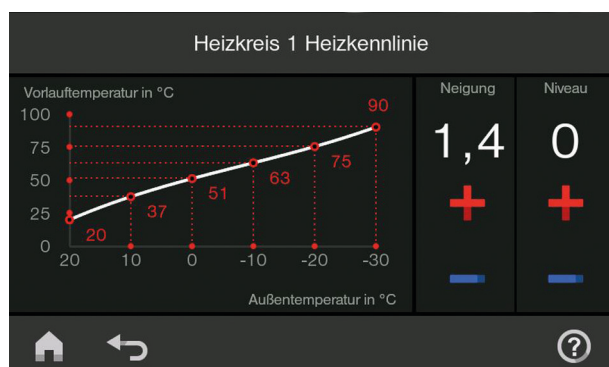 Heizkreis 1 Heizkennlinie
Vorlauftemperatur in °C
Neigung
Niveau
100
90
75
75
63
50
51
37
25
20
0
20 10 0 -10 -20 -30
Außentemperatur in °C
1,4
0
+ +
- -
?